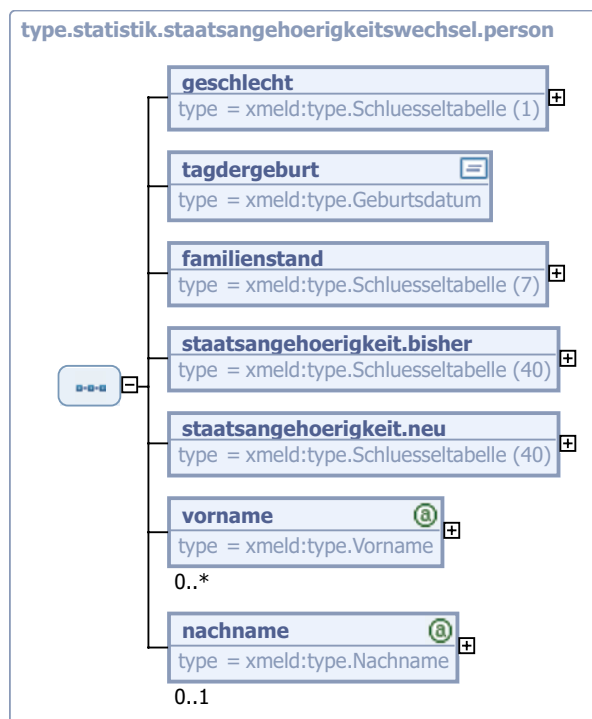 type.statistik.staatsangehoerigkeitswechsel.person
geschlecht
type = xmeld:type.Schluesseltabelle (1)
tagdergeburt
type = xmeld:type.Geburtsdatum
familienstand
type = xmeld:type.Schluesseltabelle (7)
staatsangehoerigkeit.bisher
type = xmeld:type.Schluesseltabelle (40)
staatsangehoerigkeit.neu
type = xmeld:type.Schluesseltabelle (40)
vorname
type = xmeld:type.Vorname
0..*
nachname
type = xmeld:type.Nachname
0..1